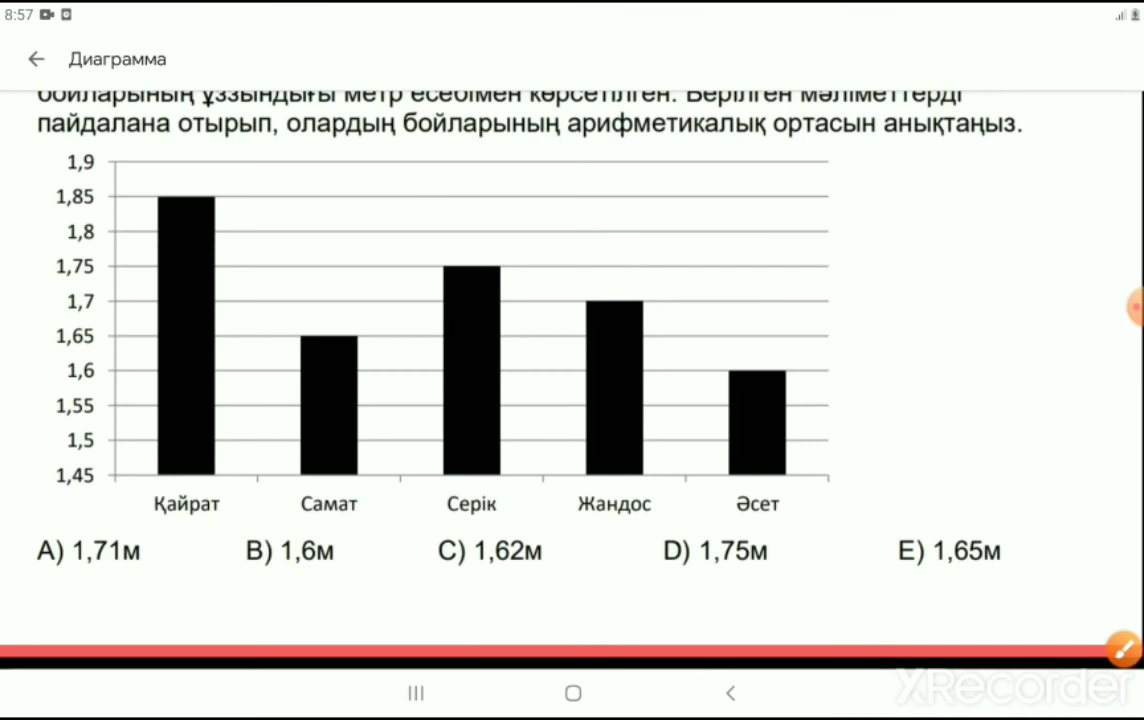 8:57
Диаграмма
бойларының ұззындығы метр есебімен көрсетілген. Берілген мәліметтерді
пайдалана отырып, олардың бойларының арифметикалық ортасын анықтаңыз.
1,9
1,85
1,8
1,75
1,7
1,65
1,6
1,55
1,5
1,45
Қайрат Самат Серік Жандос Әсет
A) 1,71м B) 1,6м C) 1,62м D) 1,75м E) 1,65м
XRecorder